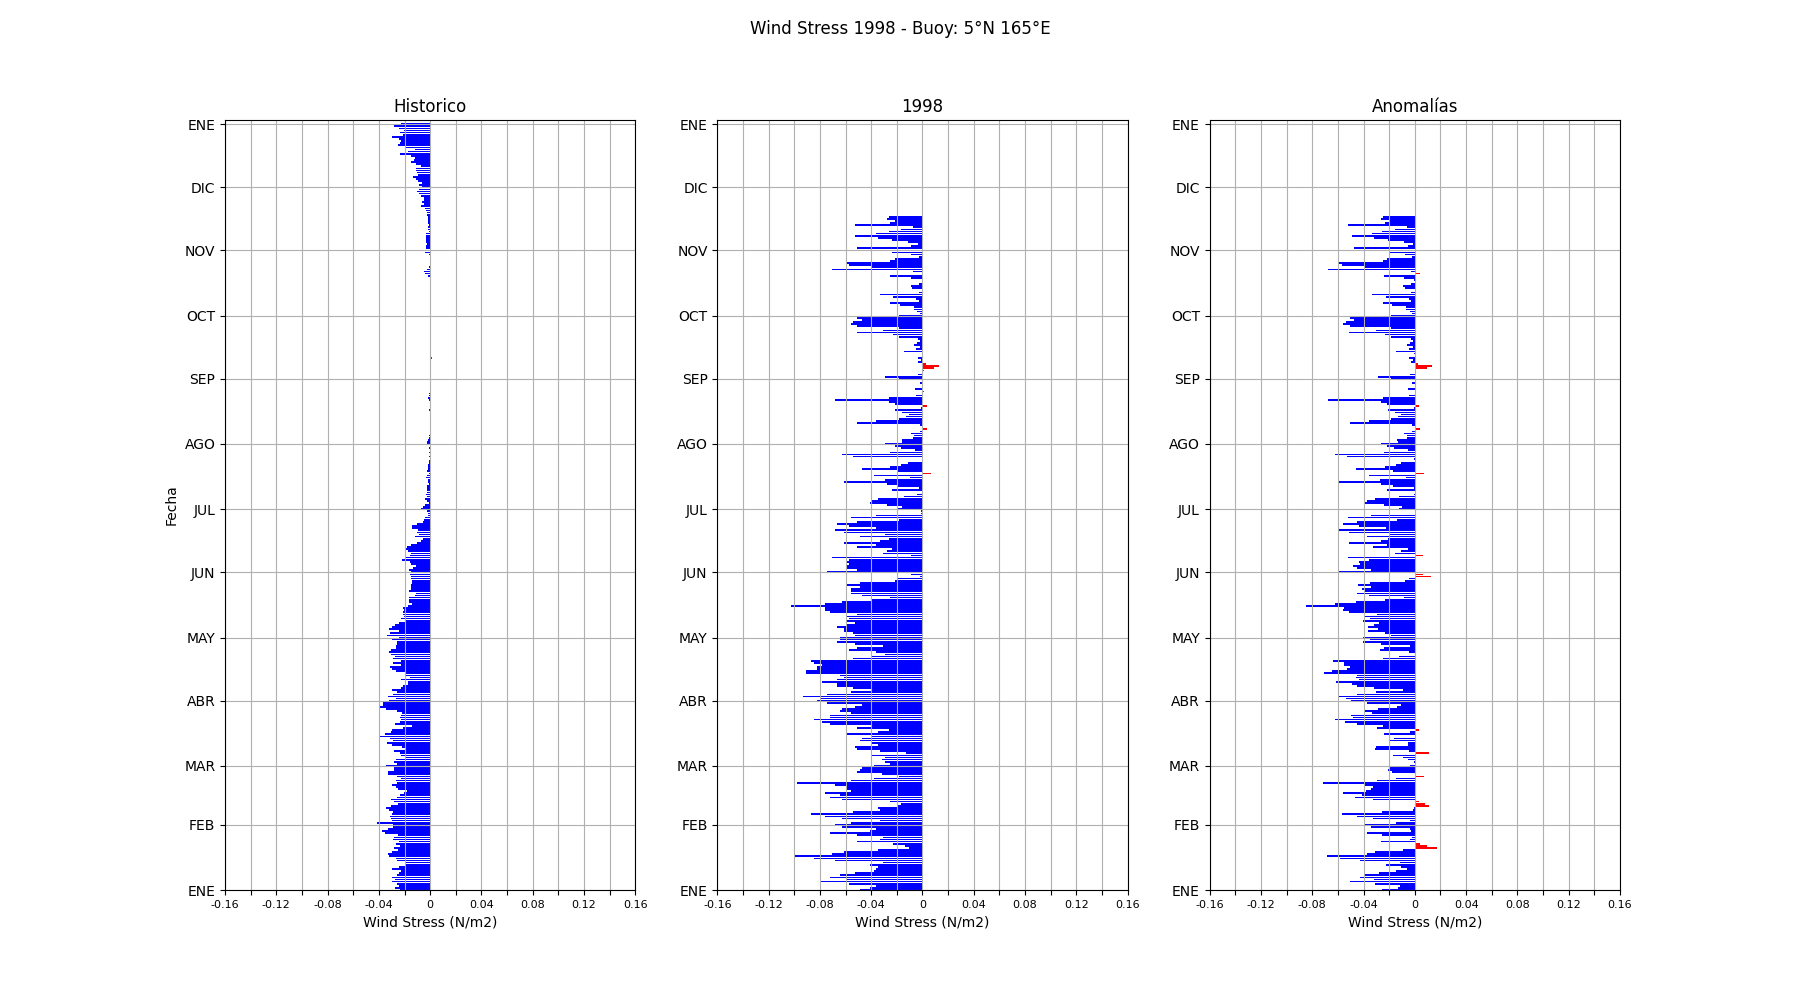 Wind Stress 1998 - Buoy: 5°N 165°E
Historico
1998
Anomalías
ENE
DIC
NOV
OCT
SEP
AGO
JUL
JUN
MAY
ABR
MAR
FEB
ENE
Fecha
-0.16 -0.12 -0.08 -0.04 0 0.04 0.08 0.12 0.16
Wind Stress (N/m2)
ENE
DIC
NOV
OCT
SEP
AGO
JUL
JUN
MAY
ABR
MAR
FEB
ENE
-0.16 -0.12 -0.08 -0.04 0 0.04 0.08 0.12 0.16
Wind Stress (N/m2)
ENE
DIC
NOV
OCT
SEP
AGO
JUL
JUN
MAY
ABR
MAR
FEB
ENE
-0.16 -0.12 -0.08 -0.04 0 0.04 0.08 0.12 0.16
Wind Stress (N/m2)